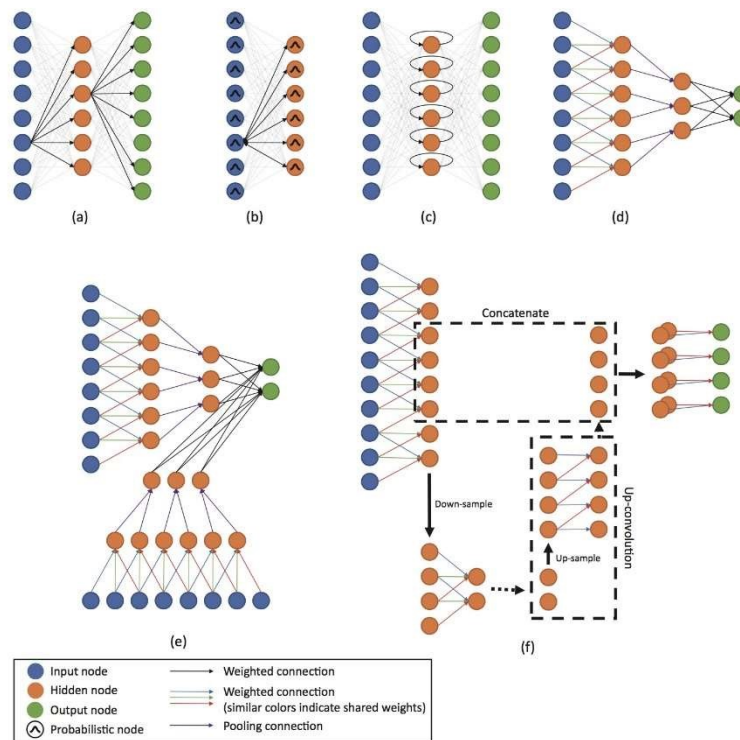 (a)
(b)
(c)
(d)
Concatenate
Down-sample
Up-sample
Up-convolution
(e)
(f)
Input node
Weighted connection
Hidden node
Weighted connection
(similar colors indicate shared weights)
Output node
Probabilistic node
Pooling connection